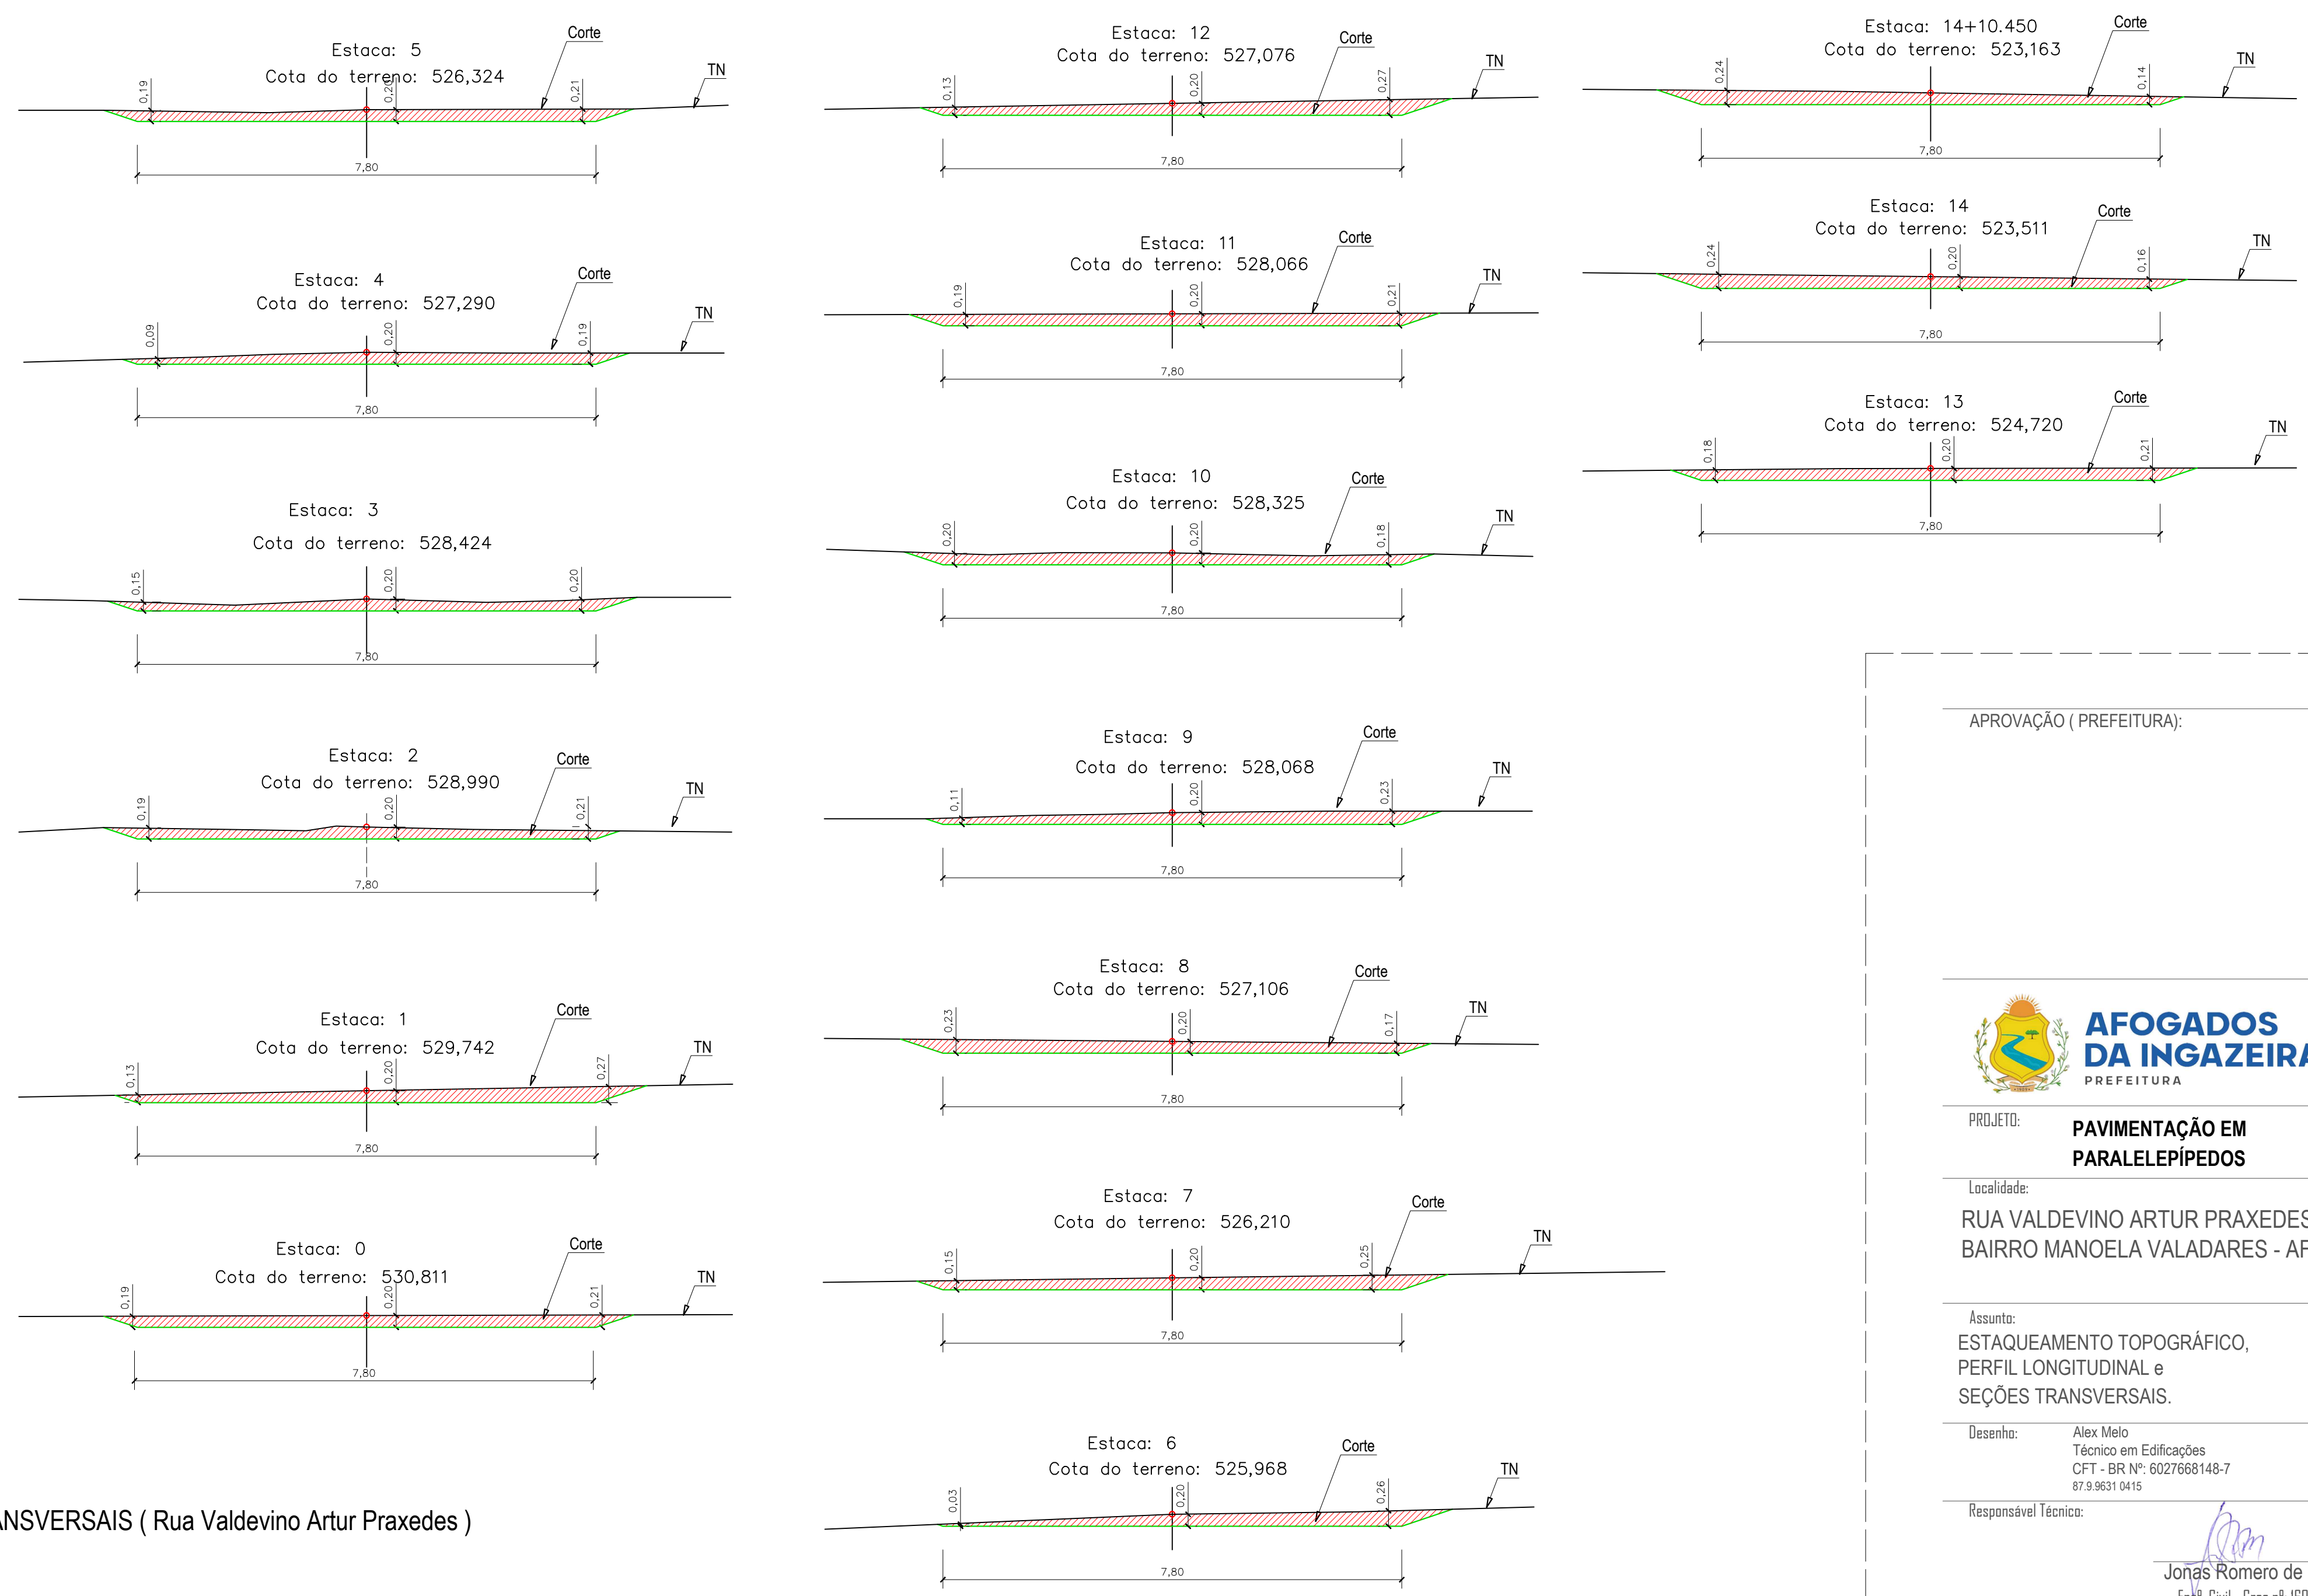 Estaca: 5
Cota do terreno: 526,324
Corte
TN
0,19
0,20
0,21
7,80
Estaca: 4
Cota do terreno: 527,290
Corte
TN
0,09
0,20
0,19
7,80
Estaca: 3
Cota do terreno: 528,424
0,15
0,20
0,20
7,80
Estaca: 2
Cota do terreno: 528,990
Corte
TN
0,19
0,20
0,21
7,80
Estaca: 1
Cota do terreno: 529,742
Corte
TN
0,13
0,20
0,27
7,80
Estaca: 0
Cota do terreno: 530,811
Corte
TN
0,19
0,20
0,21
7,80
ANSVERSAIS ( Rua Valdevino Artur Praxedes )
Estaca: 12
Cota do terreno: 527,076
Corte
TN
0,13
0,20
0,27
7,80
Estaca: 11
Cota do terreno: 528,066
Corte
TN
0,19
0,20
0,21
7,80
Estaca: 10
Cota do terreno: 528,325
Corte
TN
0,20
0,20
0,18
7,80
Estaca: 9
Cota do terreno: 528,068
Corte
TN
0,11
0,20
0,23
7,80
Estaca: 8
Cota do terreno: 527,106
Corte
TN
0,23
0,20
0,17
7,80
Estaca: 7
Cota do terreno: 526,210
Corte
TN
0,15
0,20
0,25
7,80
Estaca: 6
Cota do terreno: 525,968
Corte
TN
0,03
0,20
0,26
7,80
Estaca: 14+10.450
Cota do terreno: 523,163
Corte
TN
0,24
0,14
7,80
Estaca: 14
Cota do terreno: 523,511
Corte
TN
0,24
0,20
0,16
7,80
Estaca: 13
Cota do terreno: 524,720
Corte
TN
0,18
0,20
0,21
7,80
APROVAÇÃO ( PREFEITURA):
AFOGADOS
DA INGAZEIRA
PREFEITURA
PROJETO:
PAVIMENTAÇÃO EM
PARALELEPÍPEDOS
Localidade:
RUA VALDEVINO ARTUR PRAXEDES
BAIRRO MANOELA VALADARES - AF
Assunto:
ESTAQUEAMENTO TOPOGRÁFICO,
PERFIL LONGITUDINAL e
SEÇÕES TRANSVERSAIS.
Desenho:
Alex Melo
Técnico em Edificações
CFT - BR Nº: 6027668148-7
87.9.9631 0415
Responsável Técnico:
Jonas Romero de